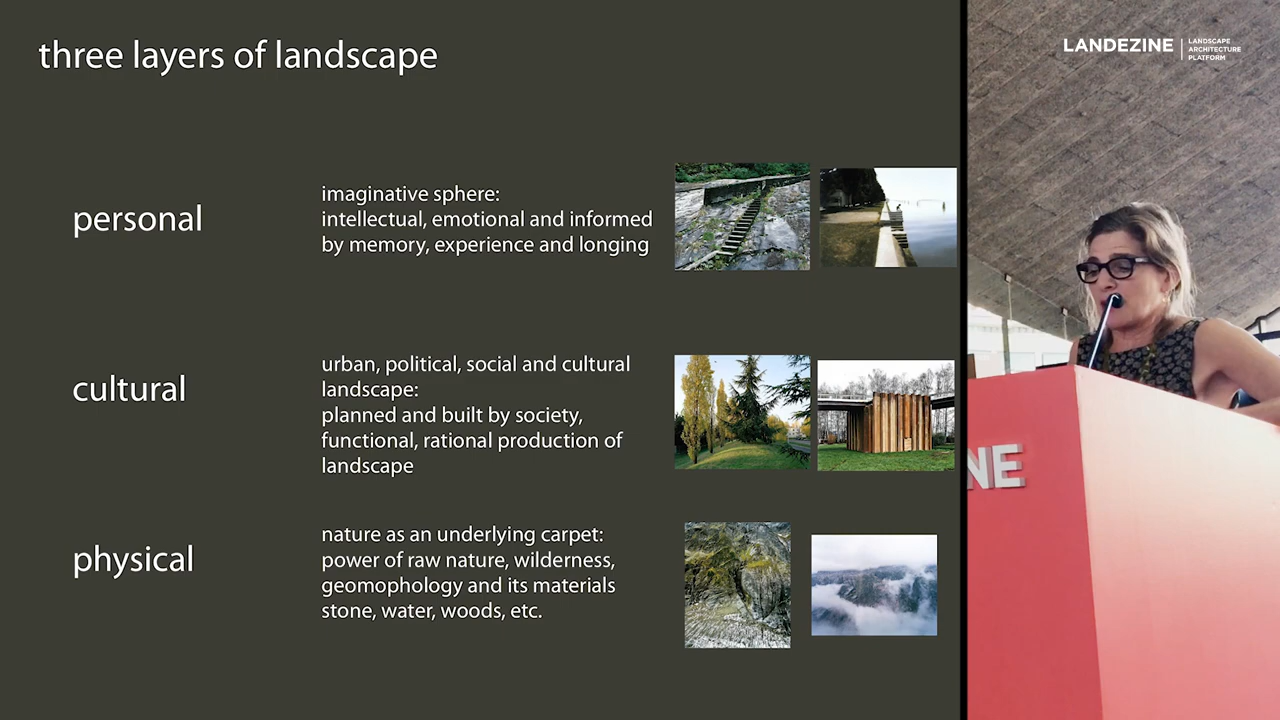 three layers of landscape
LANDEZINE
LANDSCAPE
ARCHITECTURE
PLATFORM
personal
imaginative sphere:
intellectual, emotional and informed
by memory, experience and longing
cultural
urban, political, social and cultural
landscape:
planned and built by society,
functional, rational production of
landscape
NE
physical
nature as an underlying carpet:
power of raw nature, wilderness,
geomophology and its materials
stone, water, woods, etc.